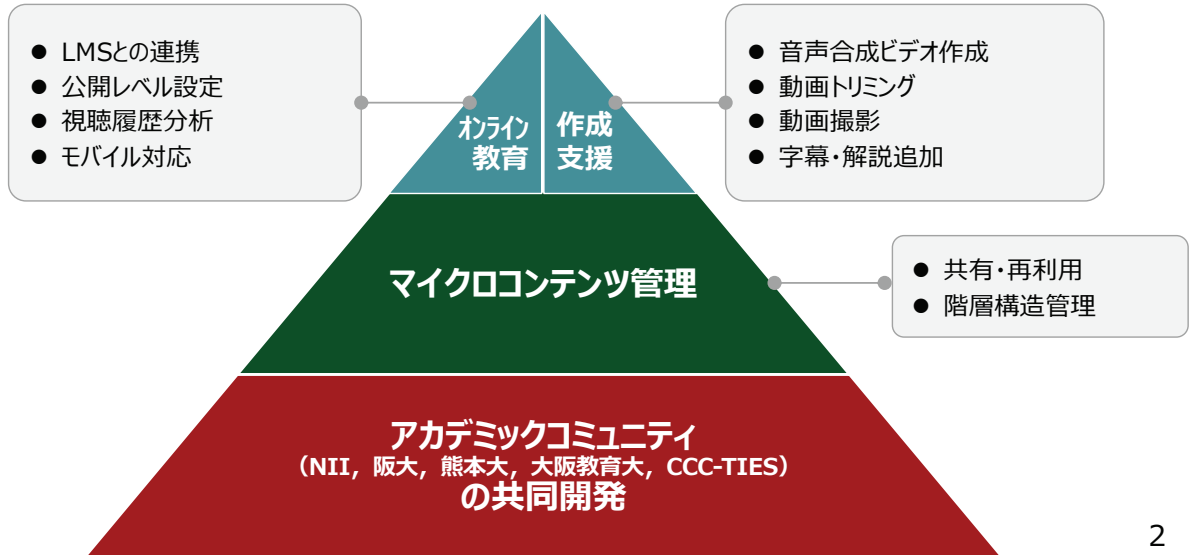 ● LMSとの連携
● 公開レベル設定
● 視聴履歴分析
● モバイル対応
● 音声合成ビデオ作成
● 動画トリミング
● 動画撮影
● 字幕・解説追加
オンライン
教育
作成
支援
マイクロコンテンツ管理
● 共有・再利用
● 階層構造管理
アカデミックコミュニティ
（NII, 阪大, 熊本大, 大阪教育大, CCC-TIES）
の共同開発
2